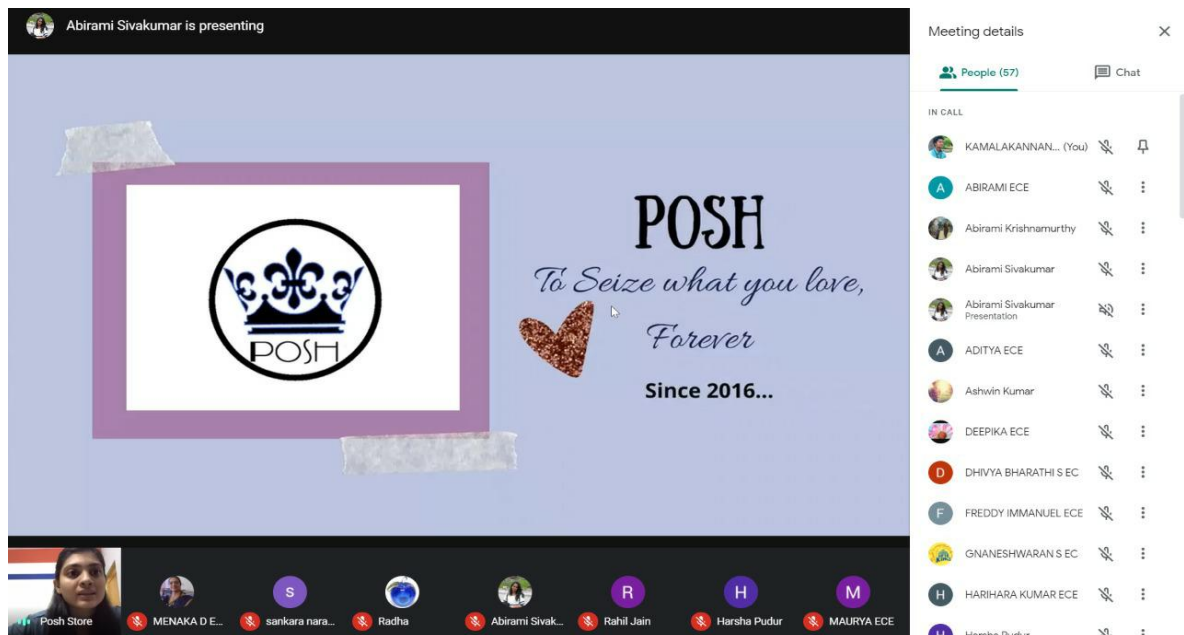 Abirami Sivakumar is presenting
POSH
POSH
To Seize what you love,
Forever
Since 2016...
Posh Store
MENAKA D E...
S
sankara nara...
Radha
Abirami Sivak...
R
Rahil Jain
H
Harsha Pudur
M
MAURYA ECE
Meeting details
People (57)
Chat
IN CALL
KAMALAKANNAN... (You)
A
ABIRAMI ECE
Abirami Krishnamurthy
Abirami Sivakumar
Abirami Sivakumar
Presentation
A
ADITYA ECE
Ashwin Kumar
DEEPIKA ECE
D
DHIVYA BHARATHI S EC
F
FREDDY IMMANUEL ECE
GNANESHWARAN S EC
H
HARIHARA KUMAR ECE
H
Harsha Pudur